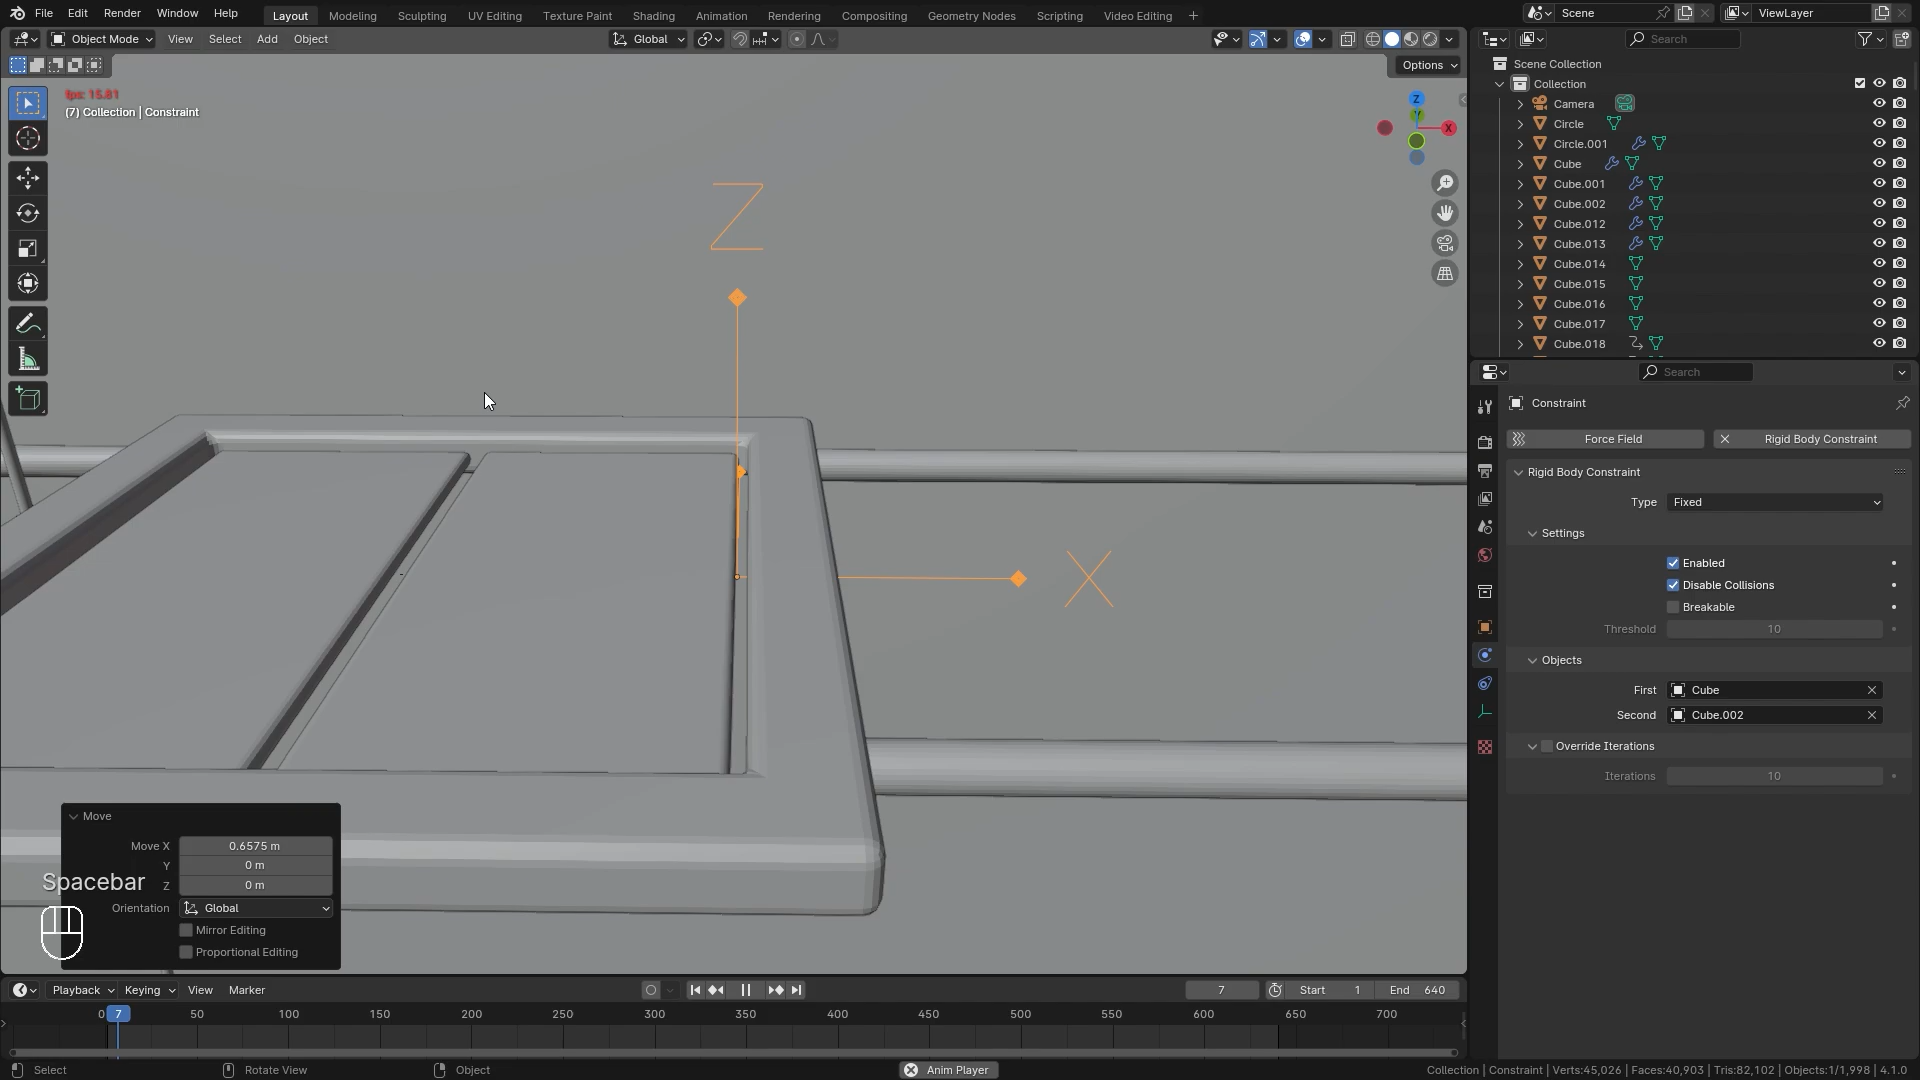 File Edit Render Window Help Layout Modeling Sculpting UV Editing Texture Paint Shading Animation Rendering Compositing Geometry Nodes Scripting Video Editing + Scene ViewLayer
Object Mode View Select Add Object Global Search
Options
fps: 15.81
(7) Collection | Constraint
Z
X
Z
X
Scene Collection
Collection
Camera
Circle
Circle.001
Cube
Cube.001
Cube.002
Cube.012
Cube.013
Cube.014
Cube.015
Cube.016
Cube.017
Cube.018
Search
Constraint
Force Field Rigid Body Constraint
Rigid Body Constraint
Type Fixed
Settings
Enabled
Disable Collisions
Breakable
Threshold 10
Objects
First Cube
Second Cube.002
Override Iterations
Iterations 10
Move
Move X 0.6575 m
Y 0 m
Z 0 m
Orientation Global
Mirror Editing
Proportional Editing
Spacebar
Playback Keying View Marker 7 Start 1 End 640
0 7 50 100 150 200 250 300 350 400 450 500 550 600 650 700
Select Rotate View Object Anim Player Collection | Constraint | Verts:45,026 | Faces:40,903 | Tris:82,102 | Objects:1/1,998 | 4.1.0